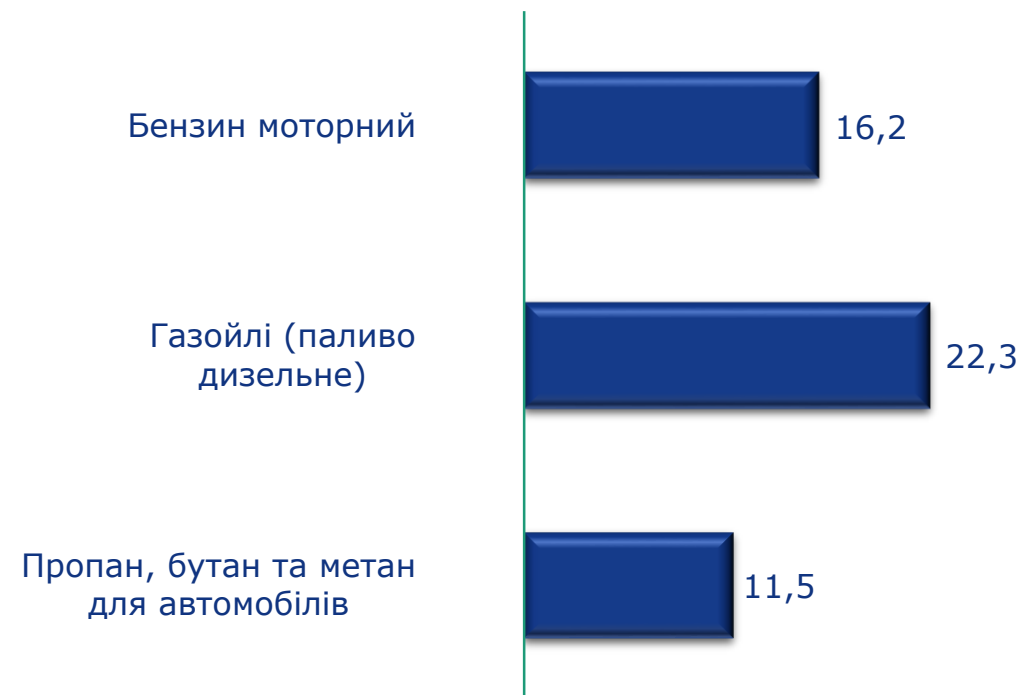 Бензин моторний
16,2
Газойлі (паливо
дизельне)
22,3
Пропан, бутан та метан
для автомобілів
11,5